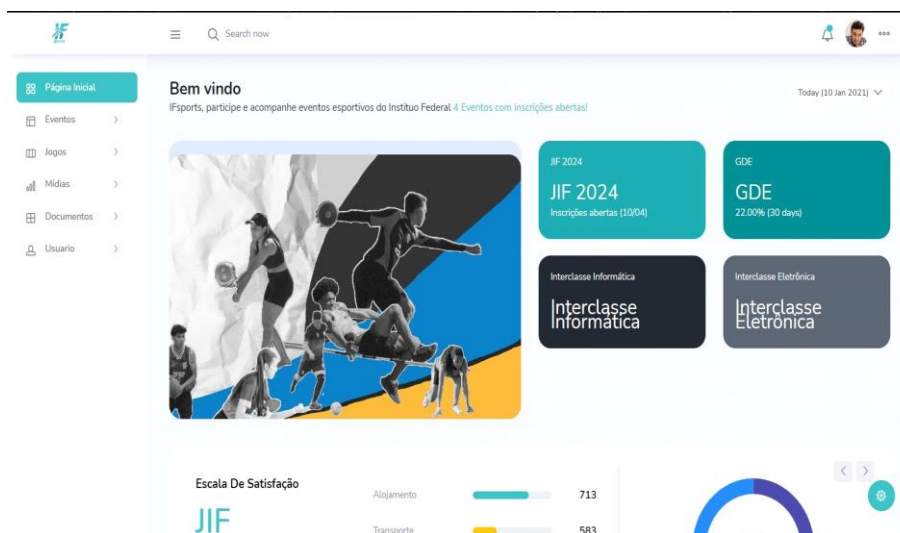 IF
Search now
Página Inicial
Eventos
Jogos
Mídias
Documentos
Usuario
Bem vindo
IFsports, participe e acompanhe eventos esportivos do Instituo Federal 4 Eventos com inscrições abertas!
Today (10 Jan 2021)
JIF 2024
JIF 2024
Inscrições abertas (10/04)
GDE
GDE
22.00% (30 days)
Interclasse Informática
Interclasse
Informática
Interclasse Eletrônica
Interclasse
Eletrônica
Escala De Satisfação
JIF
Alojamento
713
Transporte
583